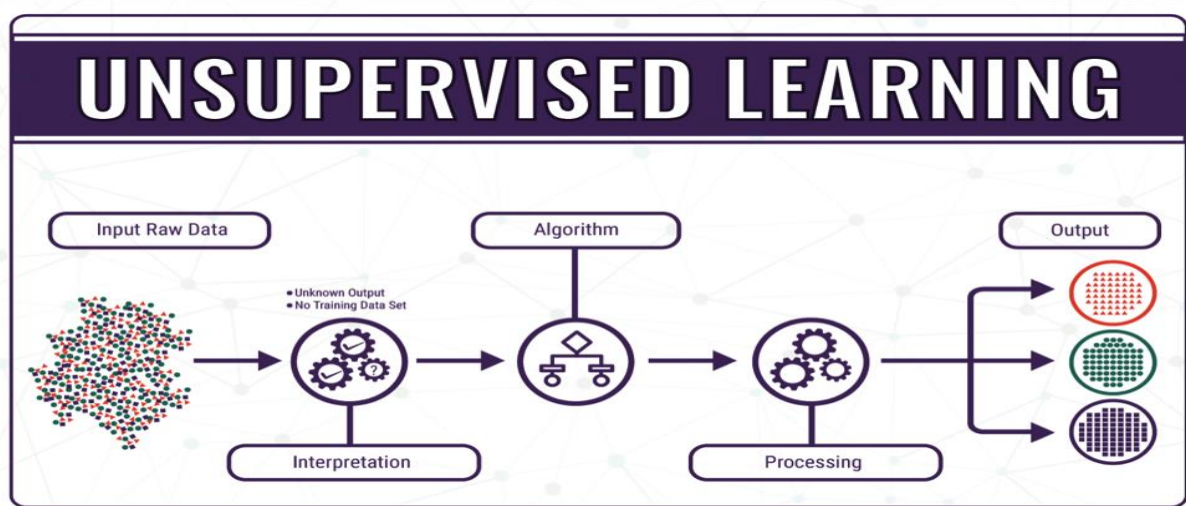 UNSUPERVISED LEARNING
Input Raw Data
Algorithm
Output
• Unknown Output
• No Training Data Set
?
Interpretation
Processing